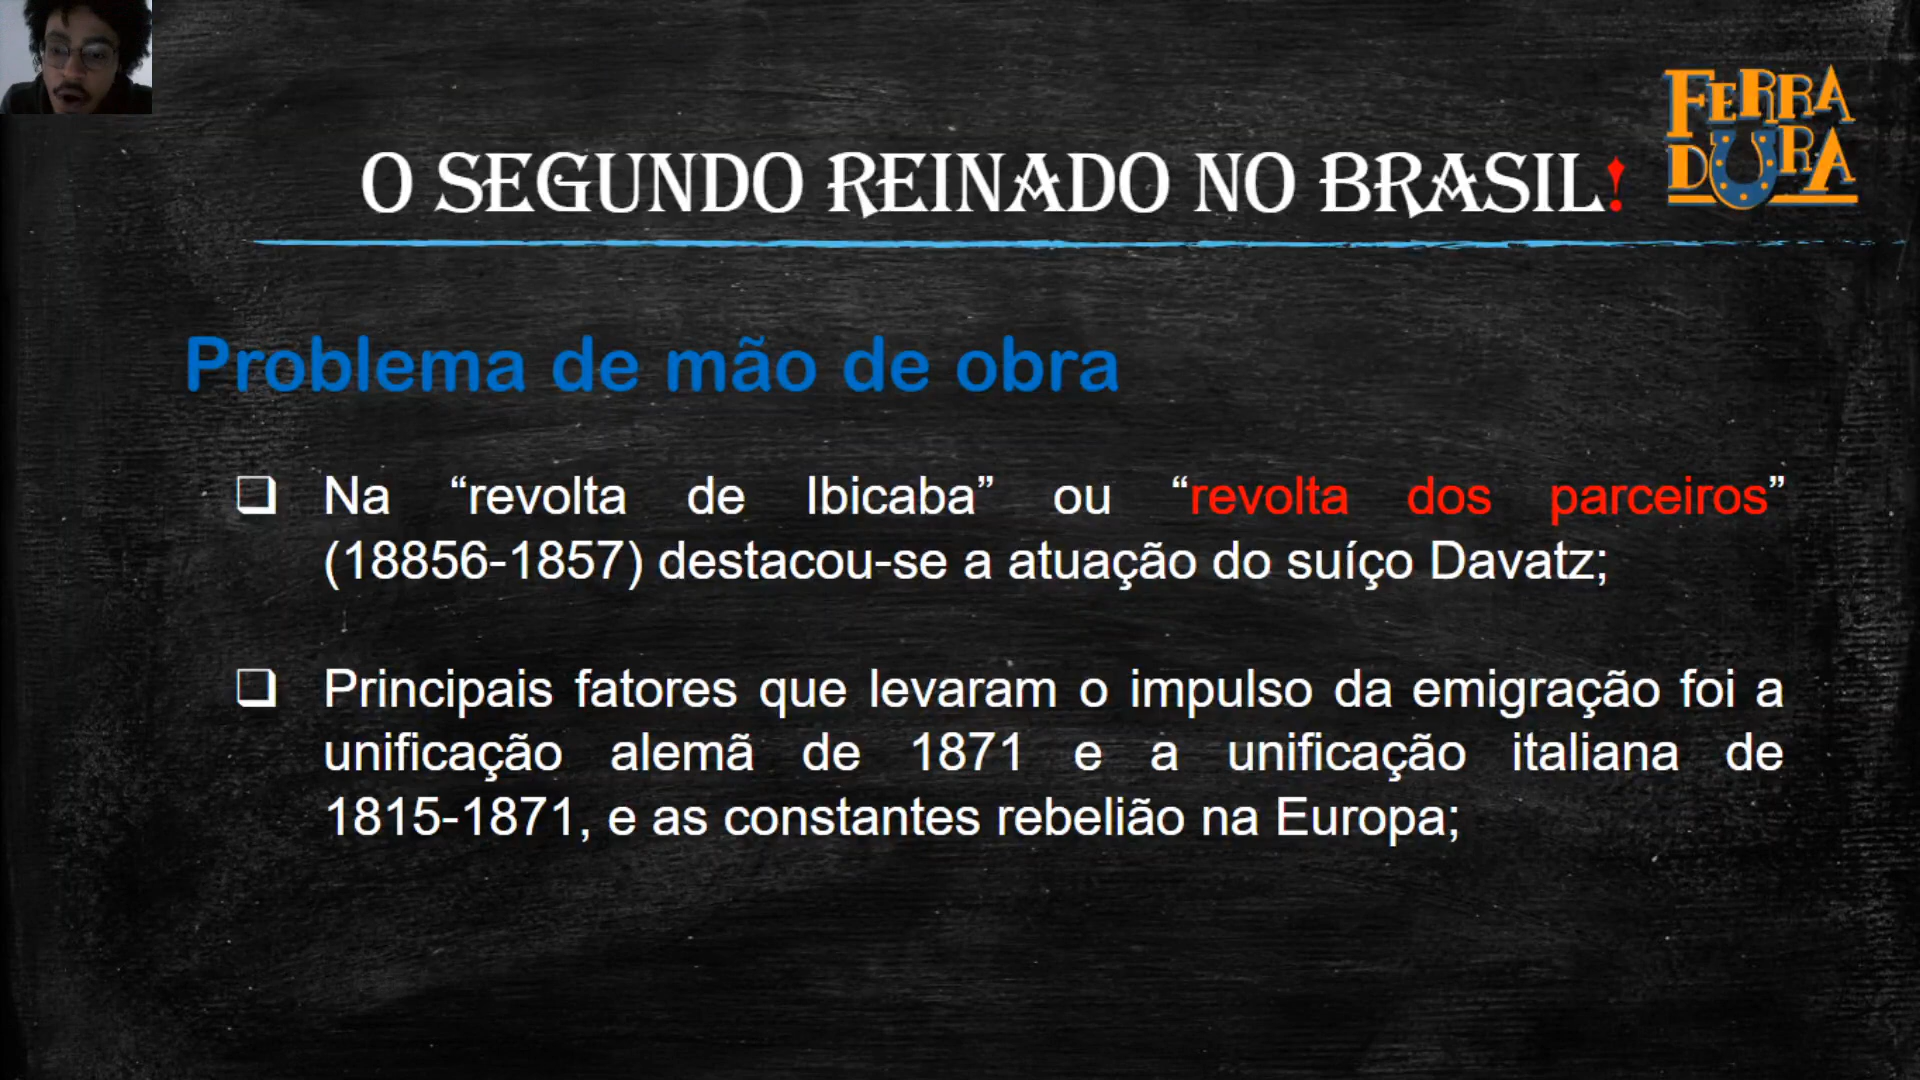 FERRA
DURA
O SEGUNDO REINADO NO BRASIL!
Problema de mão de obra
❑ Na “revolta de Ibicaba” ou “revolta dos parceiros”
(18856-1857) destacou-se a atuação do suíço Davatz;
❑ Principais fatores que levaram o impulso da emigração foi a
unificação alemã de 1871 e a unificação italiana de
1815-1871, e as constantes rebelião na Europa;